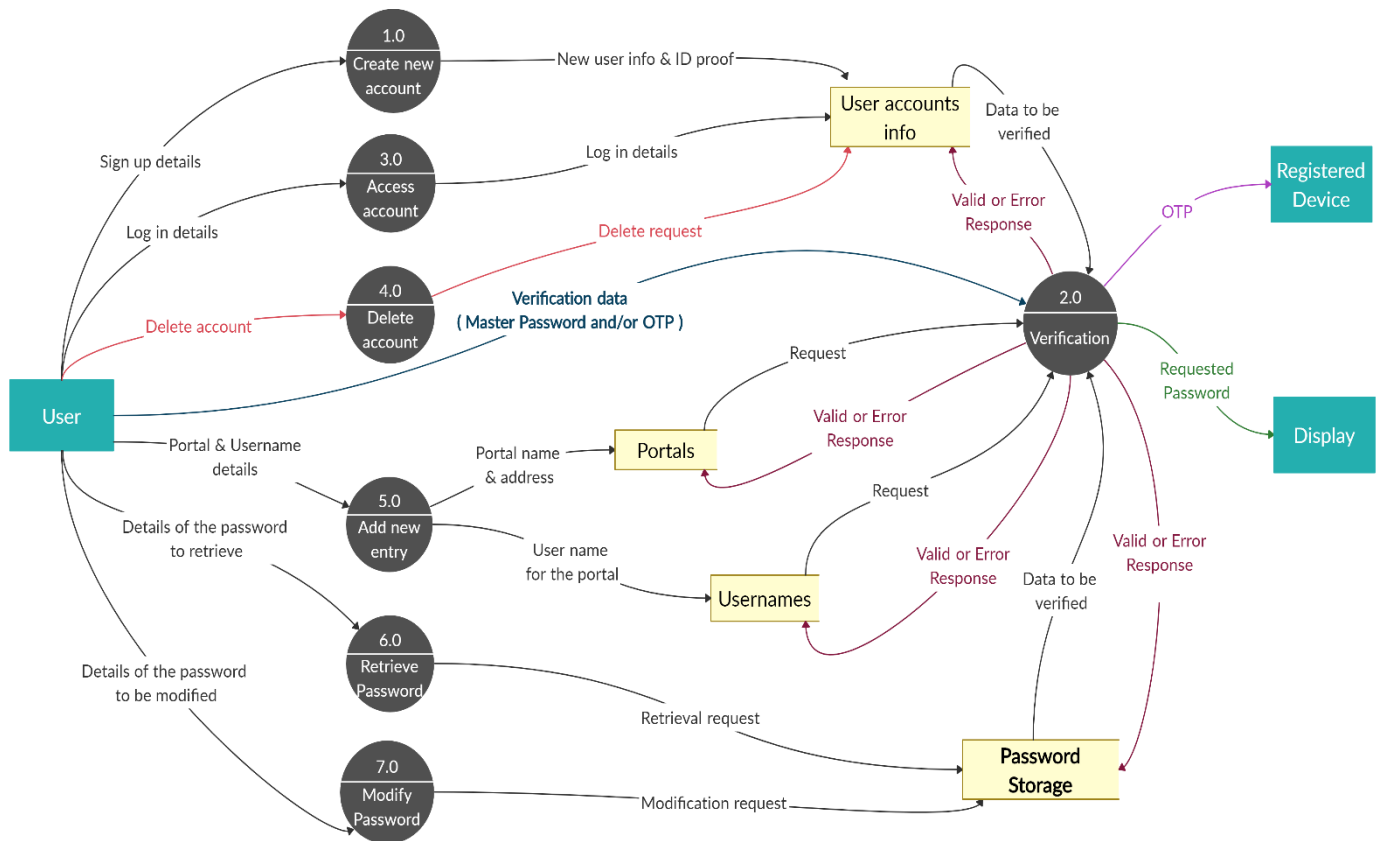 1.0
Create new
account
New user info & ID proof
User accounts
info
Data to be
verified
Sign up details
3.0
Access
account
Log in details
Log in details
Valid or Error
Response
Registered
Device
OTP
Delete request
4.0
Delete
account
Delete account
Verification data
( Master Password and/or OTP )
2.0
Verification
Request
Requested
Password
User
Portal & Username
details
Portal name
& address
Portals
Valid or Error
Response
Display
5.0
Add new
entry
Request
Details of the password
to retrieve
User name
for the portal
Usernames
Valid or Error
Response
Data to be
verified
Valid or Error
Response
6.0
Retrieve
Password
Details of the password
to be modified
Retrieval request
Password
Storage
7.0
Modify
Password
Modification request